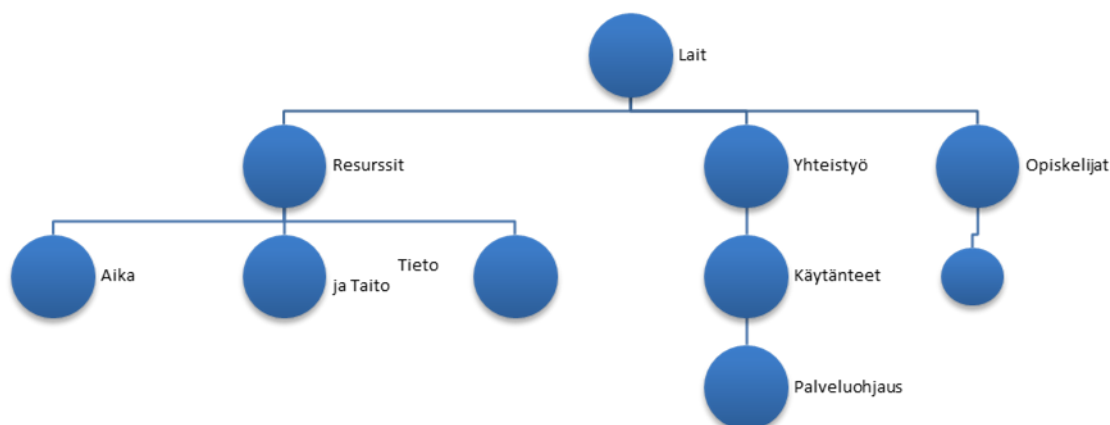 Lait
Resurssit
Yhteistyö
Opiskelijat
Aika
Tieto
ja Taito
Käytänteet
Palveluohjaus